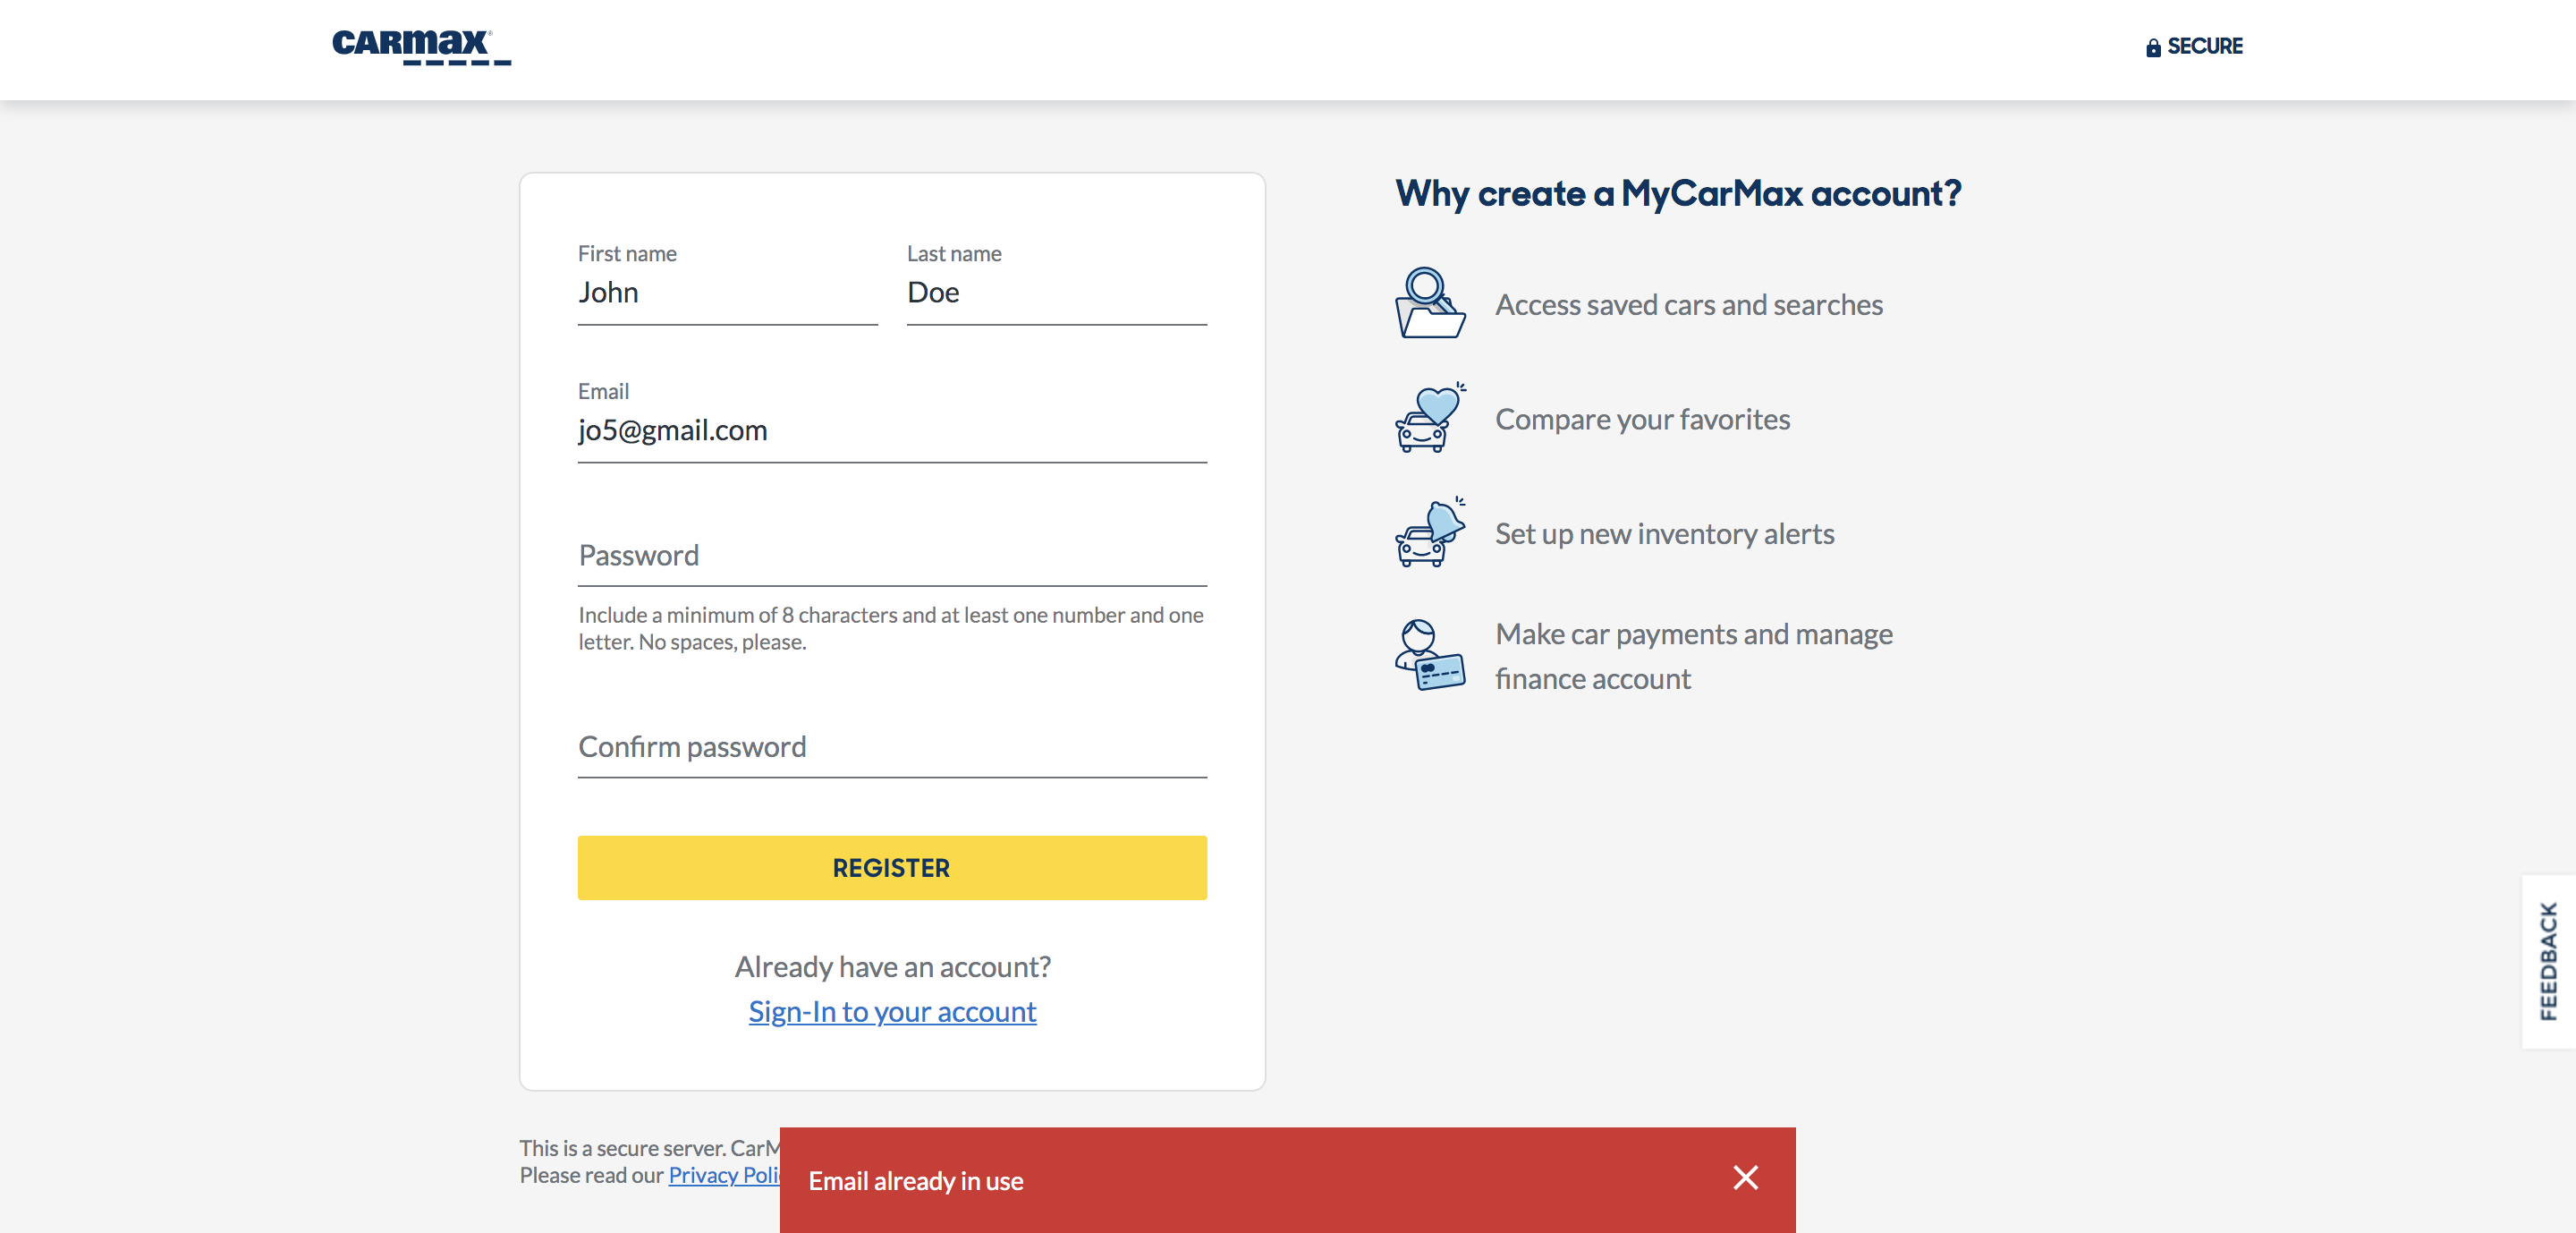 CARMAX
SECURE
First name
John
Last name
Doe
Email
jo5@gmail.com
Password
Include a minimum of 8 characters and at least one number and one
letter. No spaces, please.
Confirm password
REGISTER
Already have an account?
Sign-In to your account
Why create a MyCarMax account?
Access saved cars and searches
Compare your favorites
Set up new inventory alerts
Make car payments and manage
finance account
FEEDBACK
This is a secure server.
Please read our Privacy
Email already in use